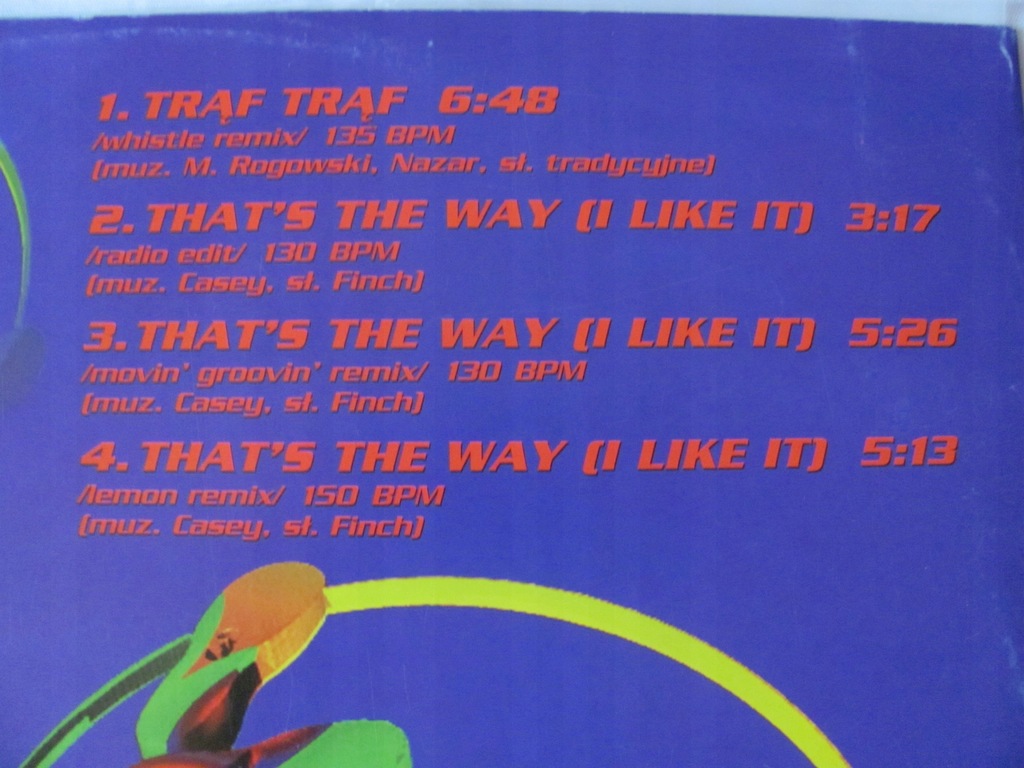 1. TRĄF TRĄF 6:48
/whistle remix/ 135 BPM
(muz. M. Rogowski, Nazar, sł. tradycyjne)
2. THAT'S THE WAY (I LIKE IT) 3:17
/radio edit/ 130 BPM
(muz. Casey, sł. Finch)
3. THAT'S THE WAY (I LIKE IT) 5:26
/movin' groovin' remix/ 130 BPM
(muz. Casey, sł. Finch)
4. THAT'S THE WAY (I LIKE IT) 5:13
/lemon remix/ 150 BPM
(muz. Casey, sł. Finch)